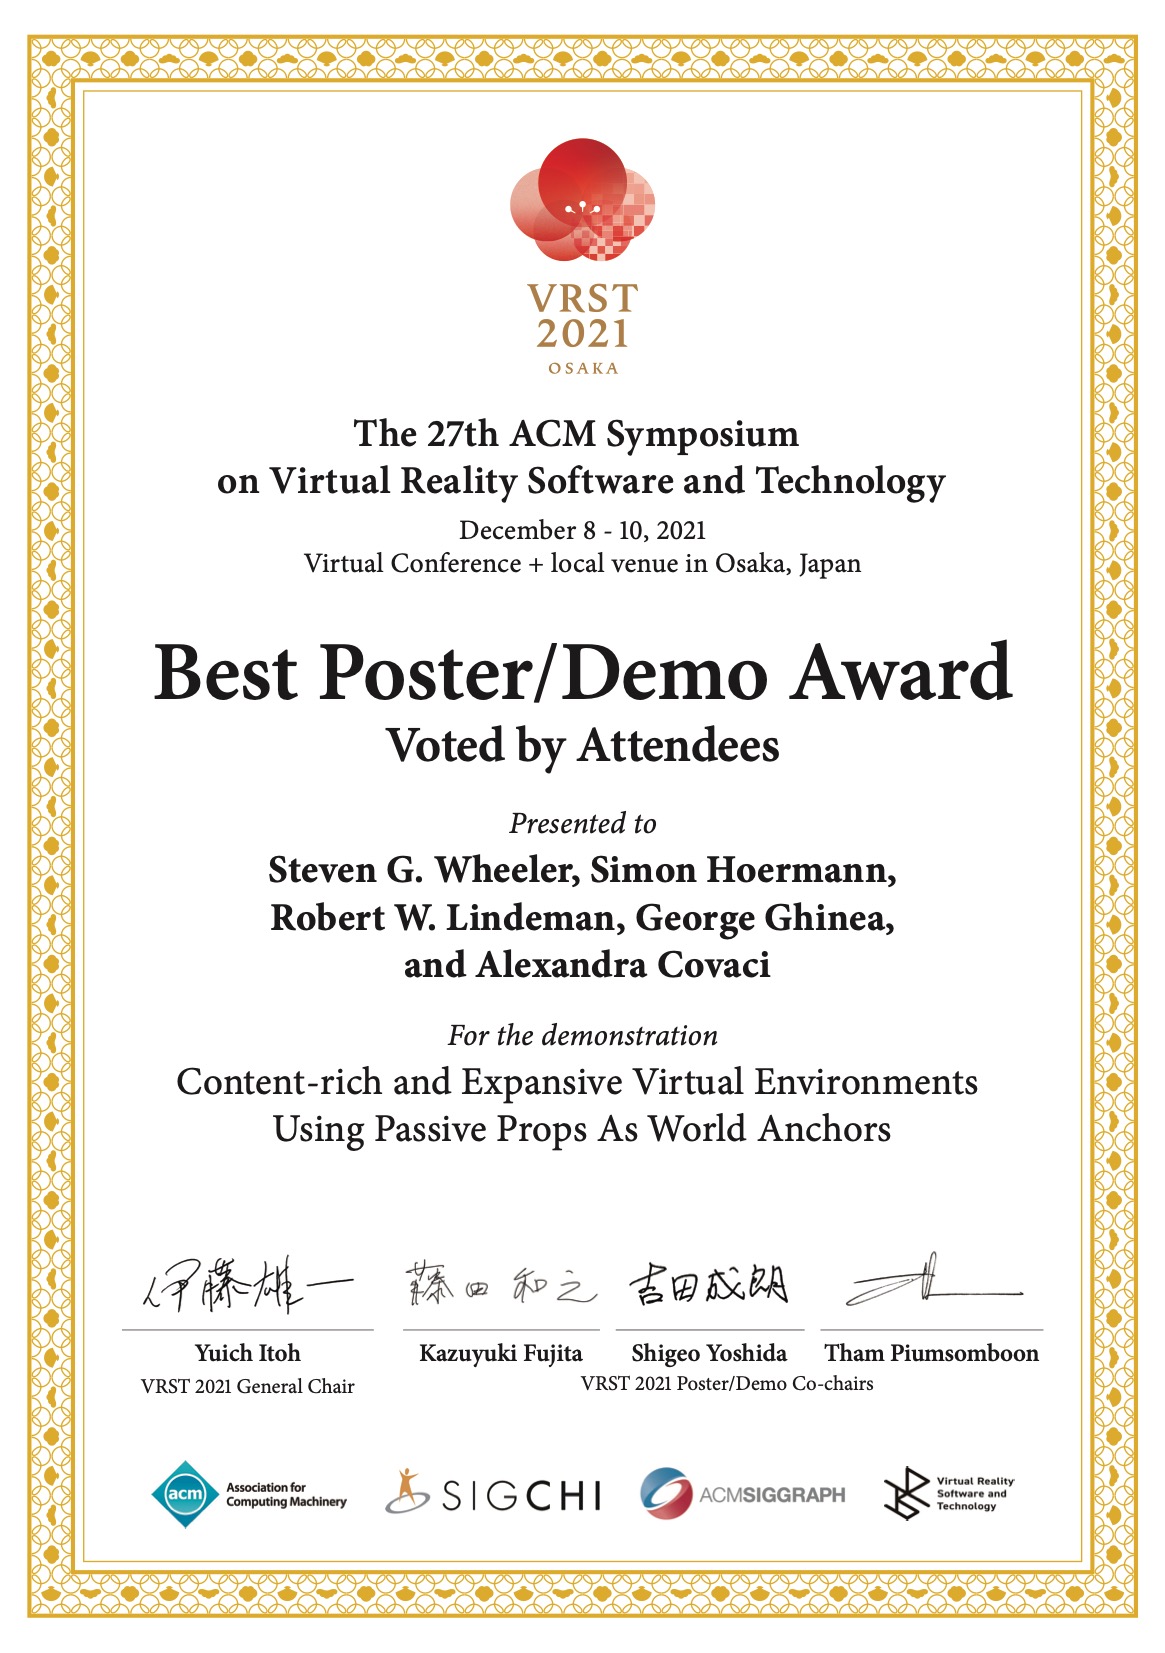 VRST
2021
OSAKA
The 27th ACM Symposium
on Virtual Reality Software and Technology
December 8 - 10, 2021
Virtual Conference + local venue in Osaka, Japan
Best Poster/Demo Award
Voted by Attendees
Presented to
Steven G. Wheeler, Simon Hoermann,
Robert W. Lindeman, George Ghinea,
and Alexandra Covaci
For the demonstration
Content-rich and Expansive Virtual Environments
Using Passive Props As World Anchors
伊藤雄一 藤田和之 吉田成朗
Yuich Itoh Kazuyuki Fujita Shigeo Yoshida Tham Piumsomboon
VRST 2021 General Chair VRST 2021 Poster/Demo Co-chairs
acm Association for
Computing Machinery
SIGCHI
ACMSIGGRAPH
Virtual Reality
Software and
Technology